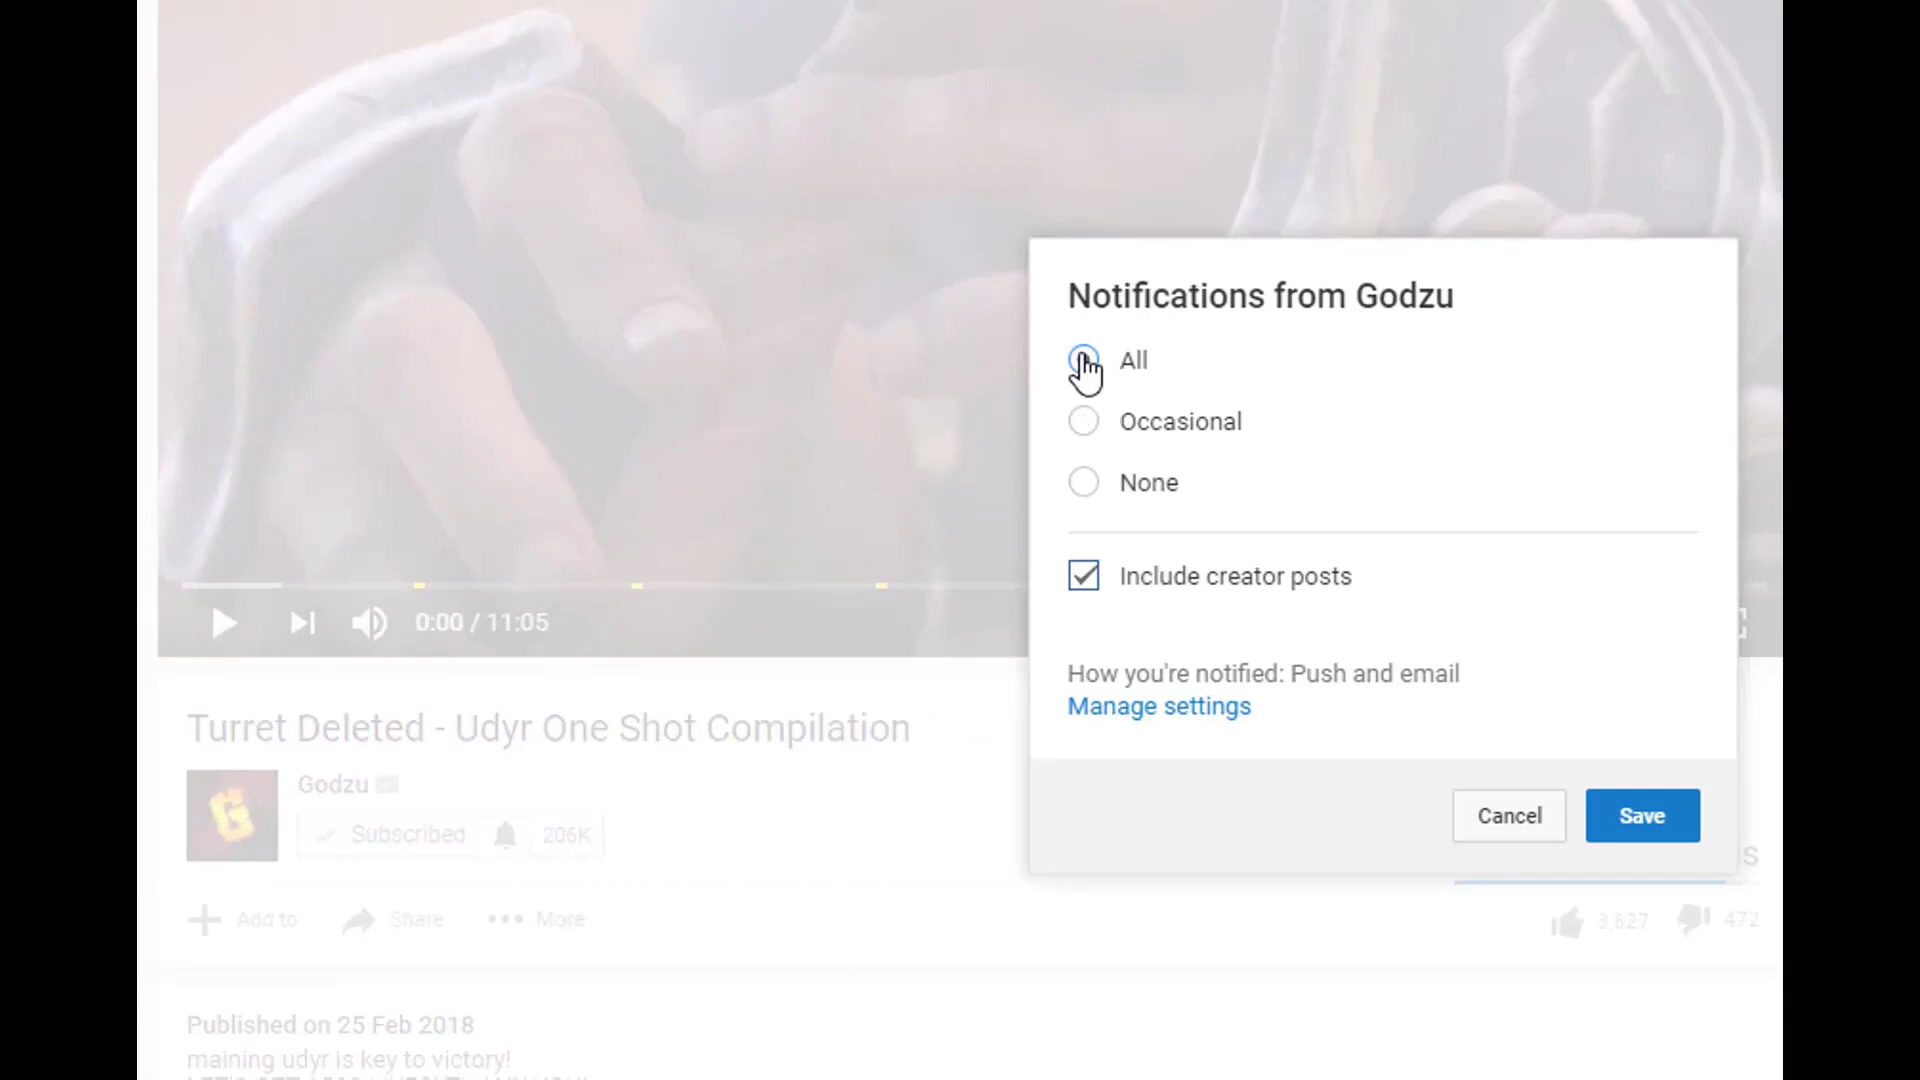 Notifications from Godzu
All
Occasional
None
Include creator posts
How you're notified: Push and email
Manage settings
Cancel
Save
0:00 / 11:05
Turret Deleted - Udyr One Shot Compilation
G
Godzu
Subscribed
206K
s
Add to
Share
More
3,627
472
Published on 25 Feb 2018
maining udyr is key to victory!